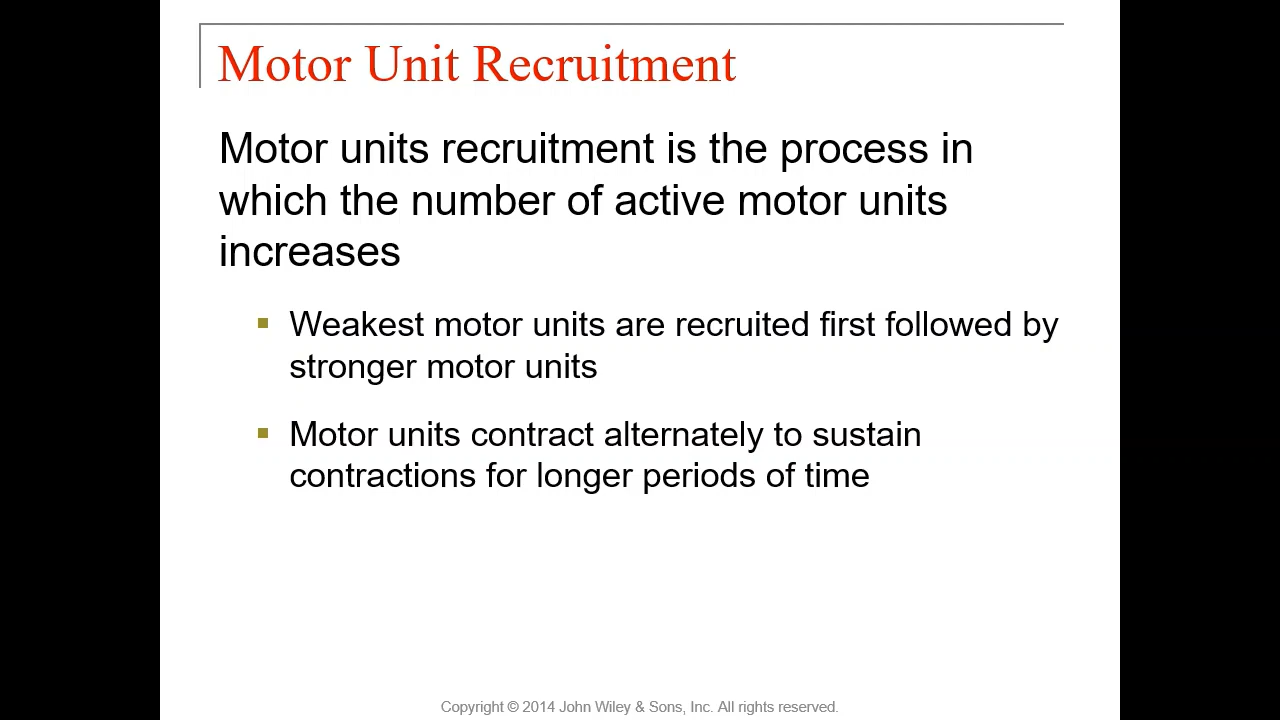 Motor Unit Recruitment
Motor units recruitment is the process in
which the number of active motor units
increases
Weakest motor units are recruited first followed by
stronger motor units
Motor units contract alternately to sustain
contractions for longer periods of time
Copyright © 2014 John Wiley & Sons, Inc. All rights reserved.